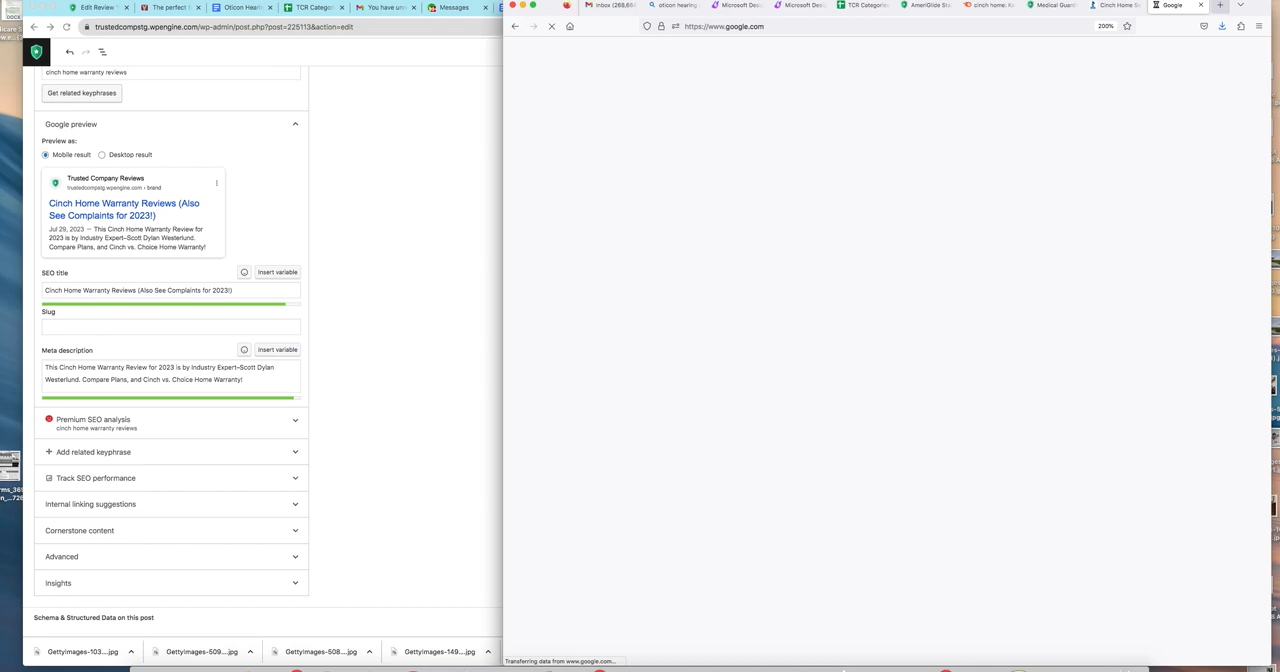 Edit Review
The perfect
Oticon Heari
TCR Categori
You have unr
Messages
trustedcompstg.wpengine.com/wp-admin/post.php?post=225113&action=edit
cinch home warranty reviews
Get related keyphrases
Google preview
Preview as:
Mobile result
Desktop result
Trusted Company Reviews
trustedcompstg.wpengine.com › brand
Cinch Home Warranty Reviews (Also
See Complaints for 2023!)
Jul 29, 2023 — This Cinch Home Warranty Review for
2023 is by Industry Expert–Scott Dylan
Westerlund. Compare Plans, and Cinch vs. Choice Home Warranty!
SEO title
Insert variable
Cinch Home Warranty Reviews (Also See Complaints for 2023!)
Slug
Meta description
Insert variable
This Cinch Home Warranty Review for 2023 is by Industry Expert–Scott Dylan
Westerlund. Compare Plans, and Cinch vs. Choice Home Warranty!
Premium SEO analysis
cinch home warranty reviews
Add related keyphrase
Track SEO performance
Internal linking suggestions
Cornerstone content
Advanced
Insights
Schema & Structured Data on this post
GettyImages-103....jpg
GettyImages-509....jpg
GettyImages-508....jpg
GettyImages-149....jpg
Inbox (268,664
oticon hearing
Microsoft Desi
Microsoft Desi
TCR Categorie
AmeriGlide St
cinch home: K
Medical Guard
Cinch Home S
Google
https://www.google.com
200%
Transferring data from www.google.com...